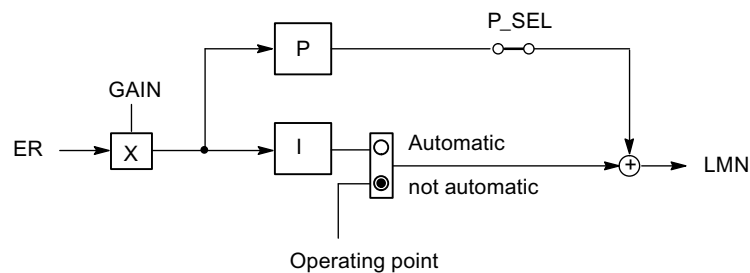 P_SEL
P
GAIN
ER
X
I
Automatic
not automatic
+
LMN
Operating point